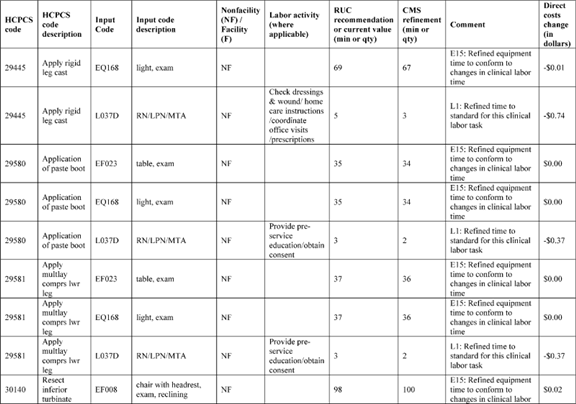 HCPCS code | HCPCS code description | Input Code | Input code description | Nonfacility (NF) / Facility (F) | Labor activity (where applicable) | RUC recommendation or current value (min or qty) | CMS refinement (min or qty) | Comment | Direct costs change (in dollars)
29445 | Apply rigid leg cast | EQ168 | light, exam | NF | | 69 | 67 | E15: Refined equipment time to conform to changes in clinical labor time | -$0.01
29445 | Apply rigid leg cast | L037D | RN/LPN/MTA | NF | Check dressings & wound/ home care instructions /coordinate office visits /prescriptions | 5 | 3 | L1: Refined time to standard for this clinical labor task | -$0.74
29580 | Application of paste boot | EF023 | table, exam | NF | | 35 | 34 | E15: Refined equipment time to conform to changes in clinical labor time | $0.00
29580 | Application of paste boot | EQ168 | light, exam | NF | | 35 | 34 | E15: Refined equipment time to conform to changes in clinical labor time | $0.00
29580 | Application of paste boot | L037D | RN/LPN/MTA | NF | Provide pre-service education/obtain consent | 3 | 2 | L1: Refined time to standard for this clinical labor task | -$0.37
29581 | Apply multlay comprs lwr leg | EF023 | table, exam | NF | | 37 | 36 | E15: Refined equipment time to conform to changes in clinical labor time | $0.00
29581 | Apply multlay comprs lwr leg | EQ168 | light, exam | NF | | 37 | 36 | E15: Refined equipment time to conform to changes in clinical labor time | $0.00
29581 | Apply multlay comprs lwr leg | L037D | RN/LPN/MTA | NF | Provide pre-service education/obtain consent | 3 | 2 | L1: Refined time to standard for this clinical labor task | -$0.37
30140 | Resect inferior turbinate | EF008 | chair with headrest, exam, reclining | NF | | 98 | 100 | E15: Refined equipment time to conform to changes in clinical labor | $0.02